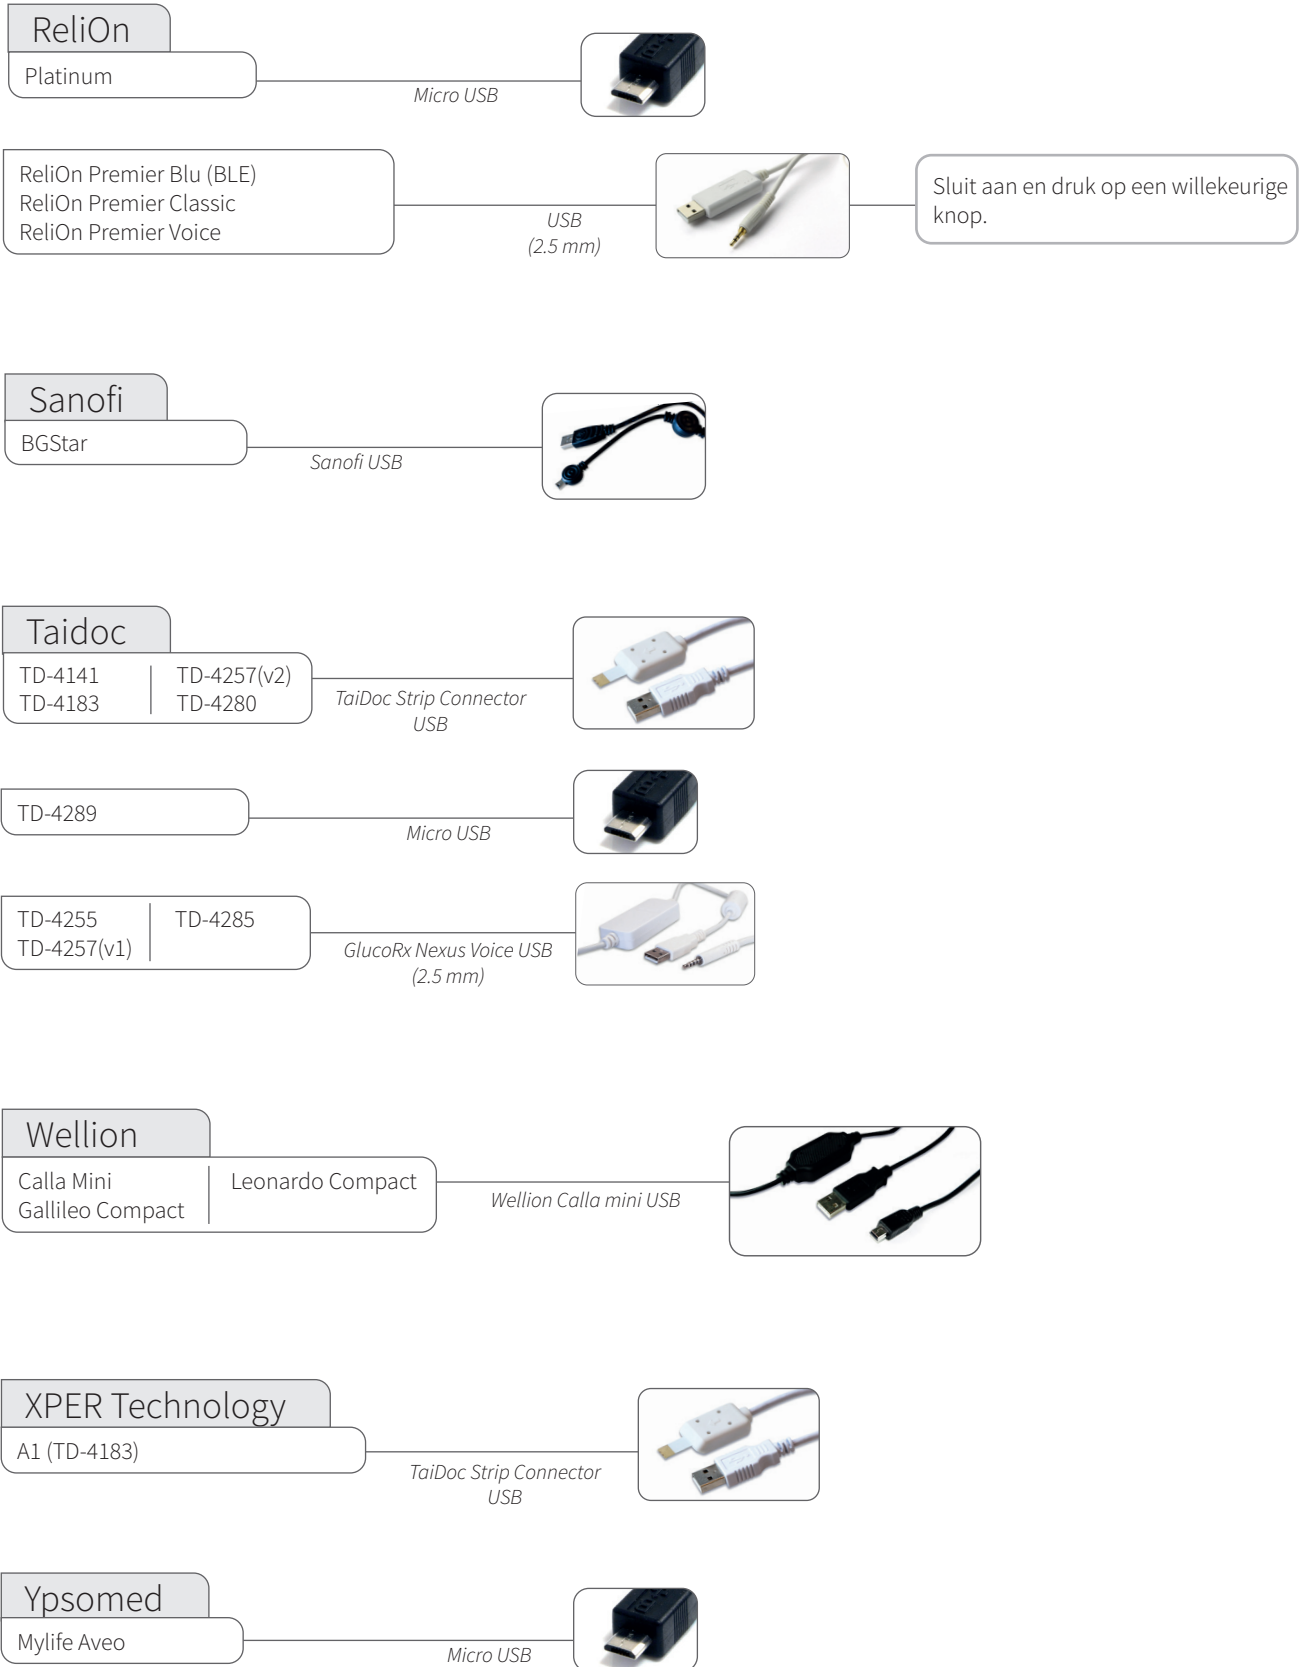 ReliOn
Platinum
Micro USB
ReliOn Premier Blu (BLE)
ReliOn Premier Classic
ReliOn Premier Voice
USB
(2.5 mm)
Sluit aan en druk op een willekeurige
knop.
Sanofi
BGStar
Sanofi USB
Taidoc
TD-4141
TD-4183
TD-4257(v2)
TD-4280
TaiDoc Strip Connector
USB
TD-4289
Micro USB
TD-4255
TD-4257(v1)
TD-4285
GlucoRx Nexus Voice USB
(2.5 mm)
Wellion
Calla Mini
Gallileo Compact
Leonardo Compact
Wellion Calla mini USB
XPER Technology
A1 (TD-4183)
TaiDoc Strip Connector
USB
Ypsomed
Mylife Aveo
Micro USB